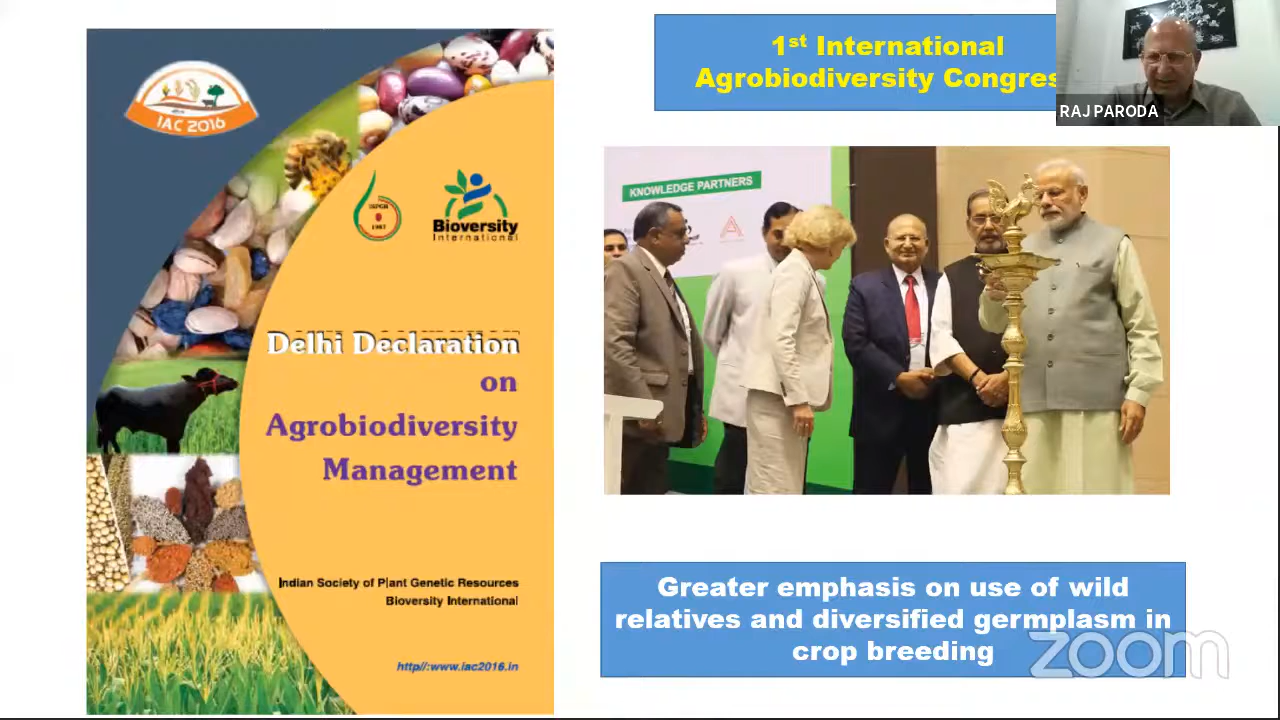 IAC 2016
Bioversity
International
Delhi Declaration
on
Agrobiodiversity
Management
Indian Society of Plant Genetic Resources
Bioversity International
http//:www.iac2016.in
1st International
Agrobiodiversity Congres
RAJ PARODA
KNOWLEDGE PARTNERS
Greater emphasis on use of wild
relatives and diversified germplasm in
crop breeding
zoom